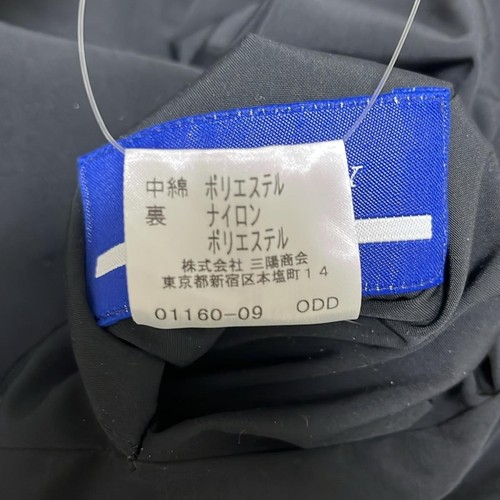 中綿 ポリエステル
裏 ナイロン
ポリエステル
株式会社 三陽商会
東京都新宿区本塩町14
01160-09 ODD
Y